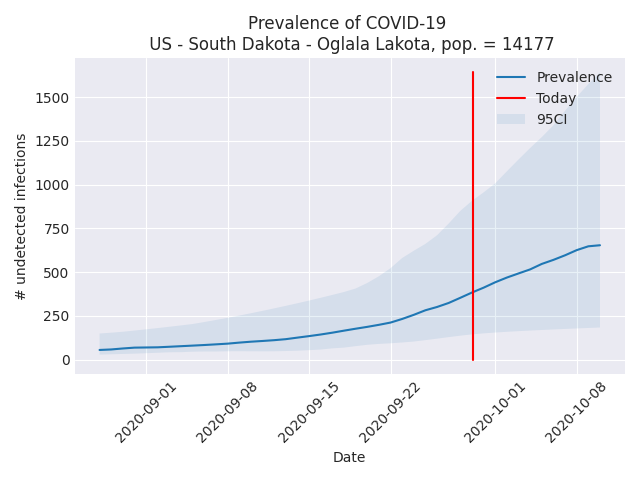 Prevalence of COVID-19
US - South Dakota - Oglala Lakota, pop. = 14177
Prevalence
Today
95CI
# undetected infections
1500
1250
1000
750
500
250
0
2020-09-01
2020-09-08
2020-09-15
2020-09-22
2020-10-01
2020-10-08
Date